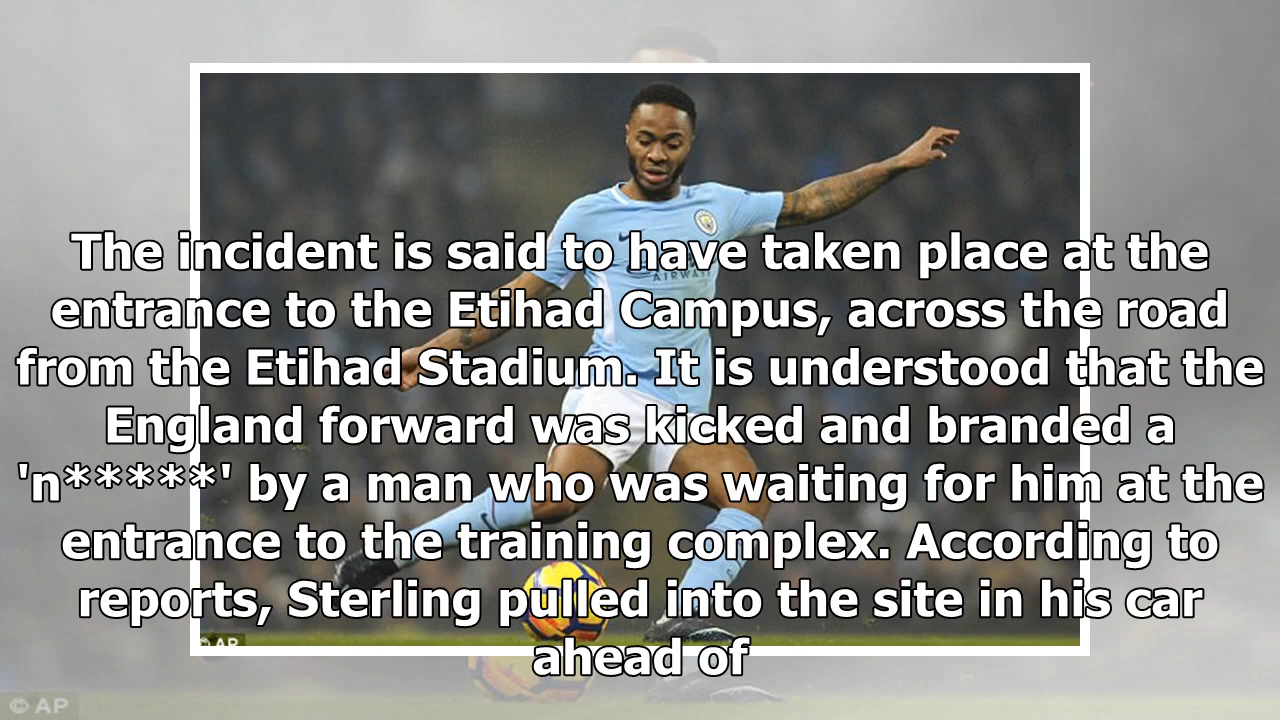 The incident is said to have taken place at the
entrance to the Etihad Campus, across the road
from the Etihad Stadium. It is understood that the
England forward was kicked and branded a
'n*****' by a man who was waiting for him at the
entrance to the training complex. According to
reports, Sterling pulled into the site in his car
ahead of
AIRWAYS
© AP
© AP